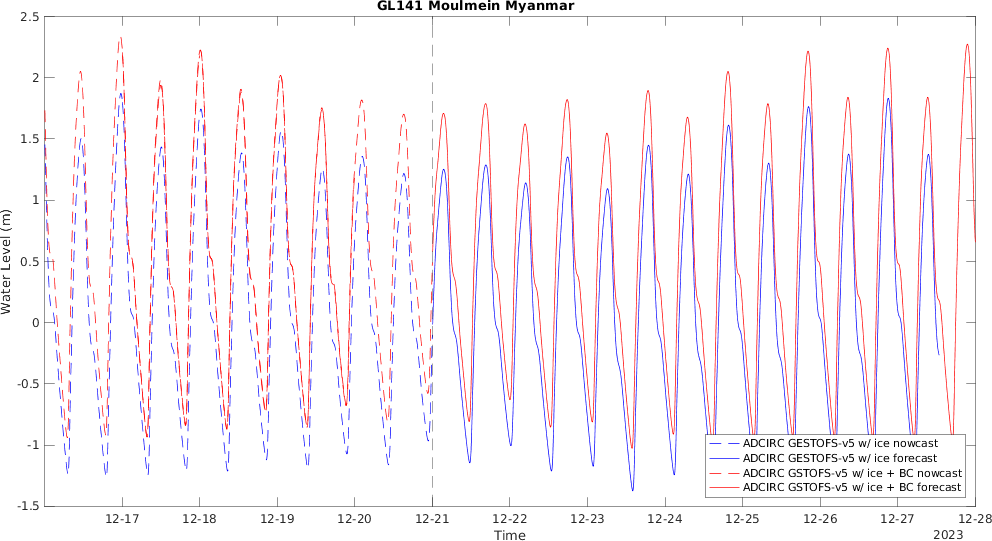 GL141 Moulmein Myanmar
2.5
2
1.5
1
0.5
0
-0.5
-1
-1.5
Water Level (m)
ADCIRC GESTOFS-v5 w/ ice nowcast
ADCIRC GESTOFS-v5 w/ ice forecast
ADCIRC GSTOFS-v5 w/ ice + BC nowcast
ADCIRC GSTOFS-v5 w/ ice + BC forecast
12-17 12-18 12-19 12-20 12-21 12-22 12-23 12-24 12-25 12-26 12-27 12-28
Time
2023